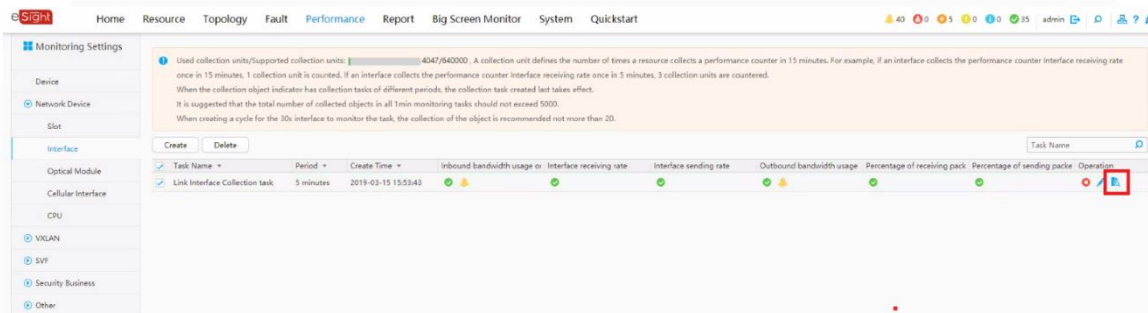 eSight Home Resource Topology Fault Performance Report Big Screen Monitor System Quickstart 40 0 5 0 0 35 admin
Monitoring Settings
Device
Network Device
Slot
Interface
Optical Module
Cellular Interface
CPU
VXLAN
SVF
Security Business
Other
Used collection units/Supported collection units: 4047/640000 , A collection unit defines the number of times a resource collects a performance counter in 15 minutes. For example, if an interface collects the performance counter Interface receiving rate
once in 15 minutes, 1 collection unit is counted. If an interface collects the performance counter Interface receiving rate once in 5 minutes, 3 collection units are countered.
When the collection object indicator has collection tasks of different periods, the collection task created last takes effect.
It is suggested that the total number of collected objects in all 1min monitoring tasks should not exceed 5000.
When creating a cycle for the 30s interface to monitor the task, the collection of the object is recommended not more than 20.
Create Delete Task Name
Task Name Period Create Time Inbound bandwidth usage ov Interface receiving rate Interface sending rate Outbound bandwidth usage Percentage of receiving pack Percentage of sending packe Operation
Link Interface Collection task 5 minutes 2019-03-15 15:53:43